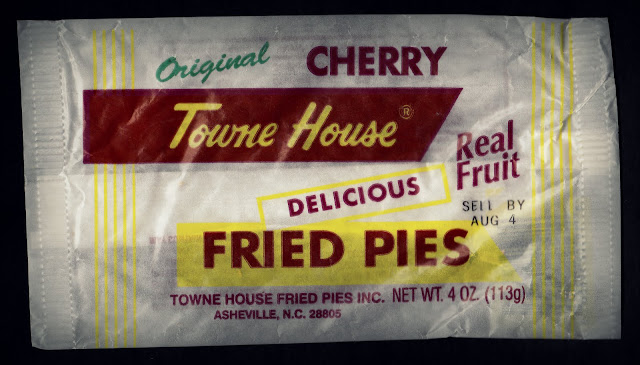 Original CHERRY
Towne House®
Real
Fruit
DELICIOUS
SELL BY
AUG 4
FRIED PIES
TOWNE HOUSE FRIED PIES INC. NET WT. 4 OZ. (113g)
ASHEVILLE, N.C. 28805